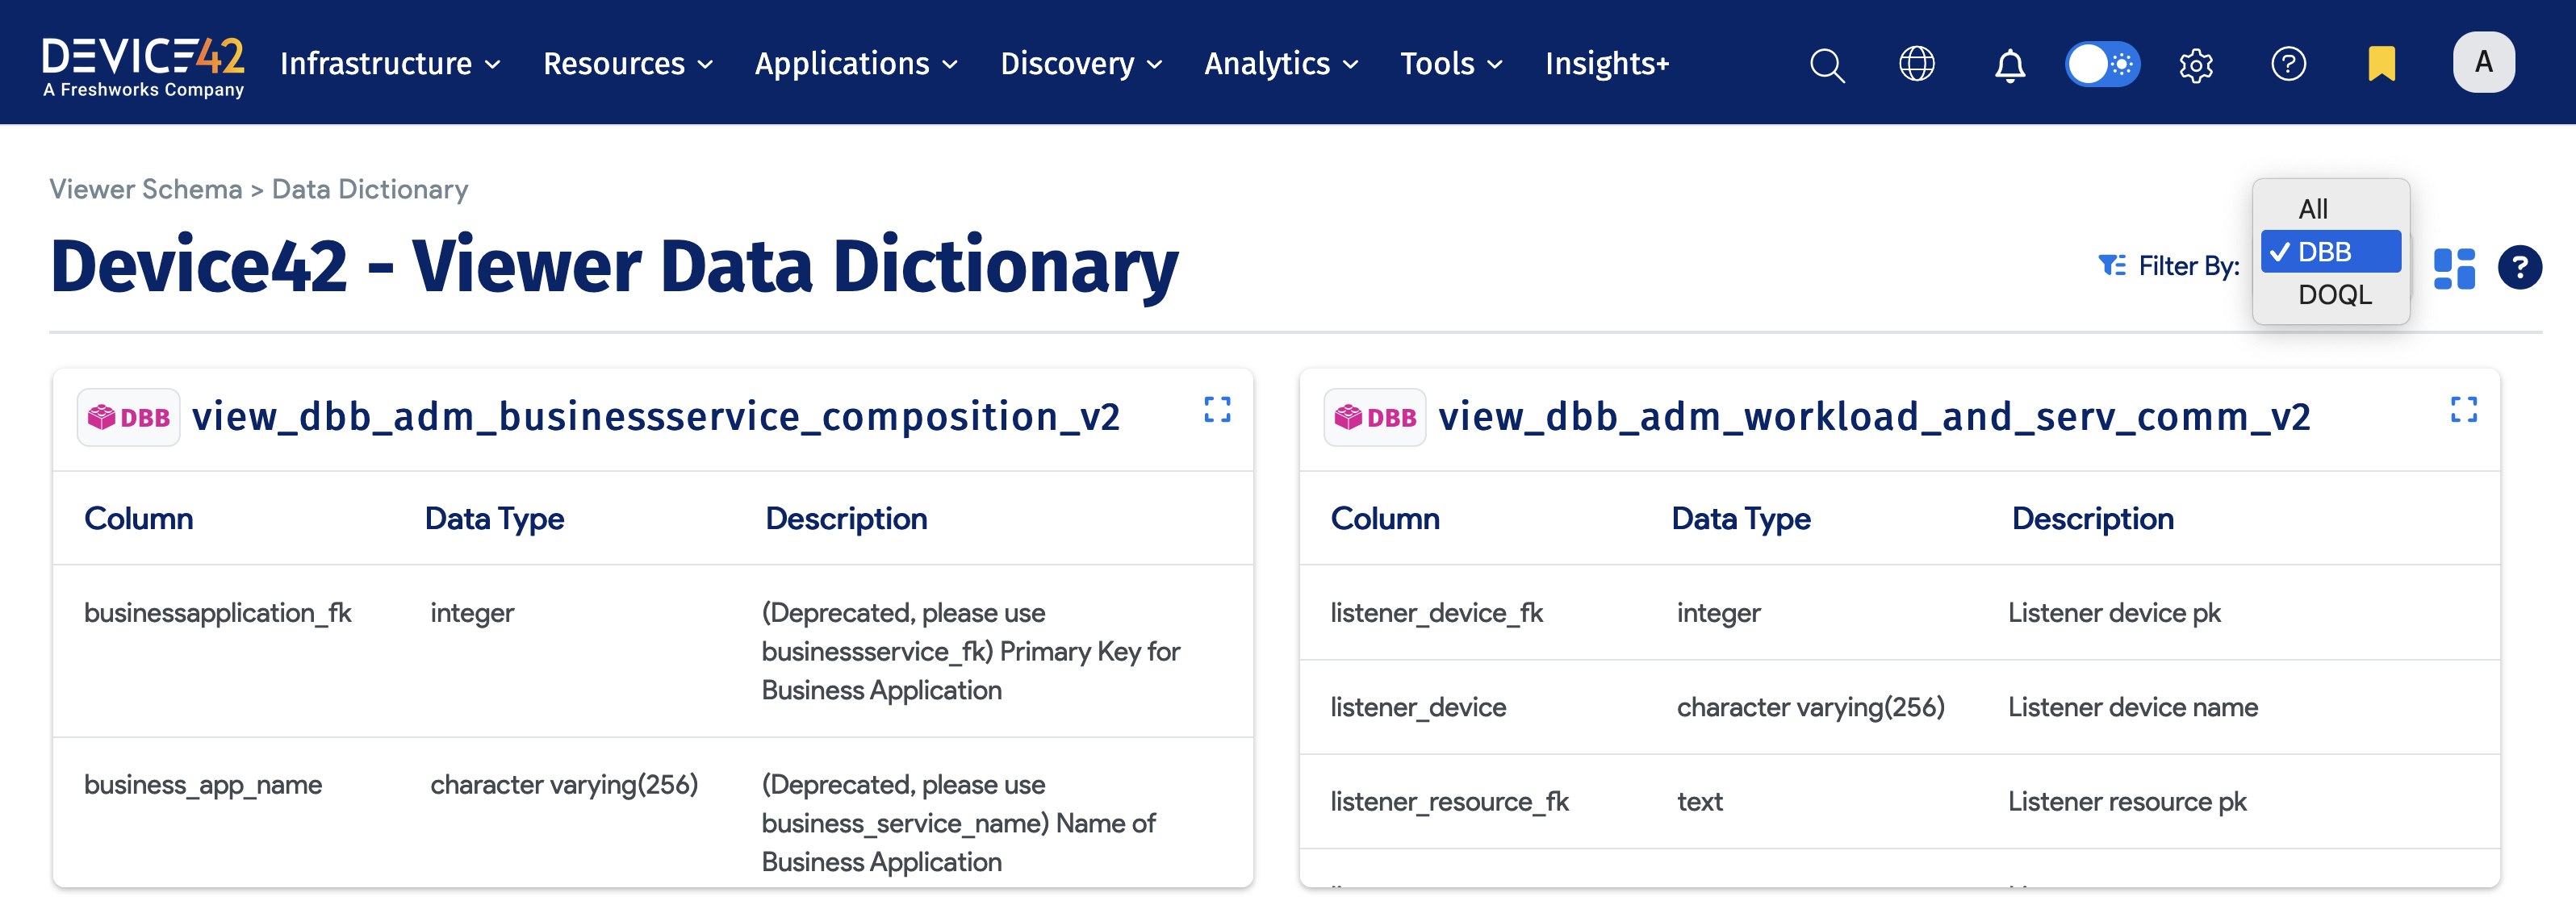 DEVICE42
A Freshworks Company
Infrastructure
Resources
Applications
Discovery
Analytics
Tools
Insights+
A
Viewer Schema > Data Dictionary
Device42 - Viewer Data Dictionary
Filter By:
All
✓ DBB
DOQL
?
DBB view_dbb_adm_businessservice_composition_v2
Column Data Type Description
businessapplication_fk integer (Deprecated, please use
businessservice_fk) Primary Key for
Business Application
business_app_name character varying(256) (Deprecated, please use
business_service_name) Name of
Business Application
DBB view_dbb_adm_workload_and_serv_comm_v2
Column Data Type Description
listener_device_fk integer Listener device pk
listener_device character varying(256) Listener device name
listener_resource_fk text Listener resource pk